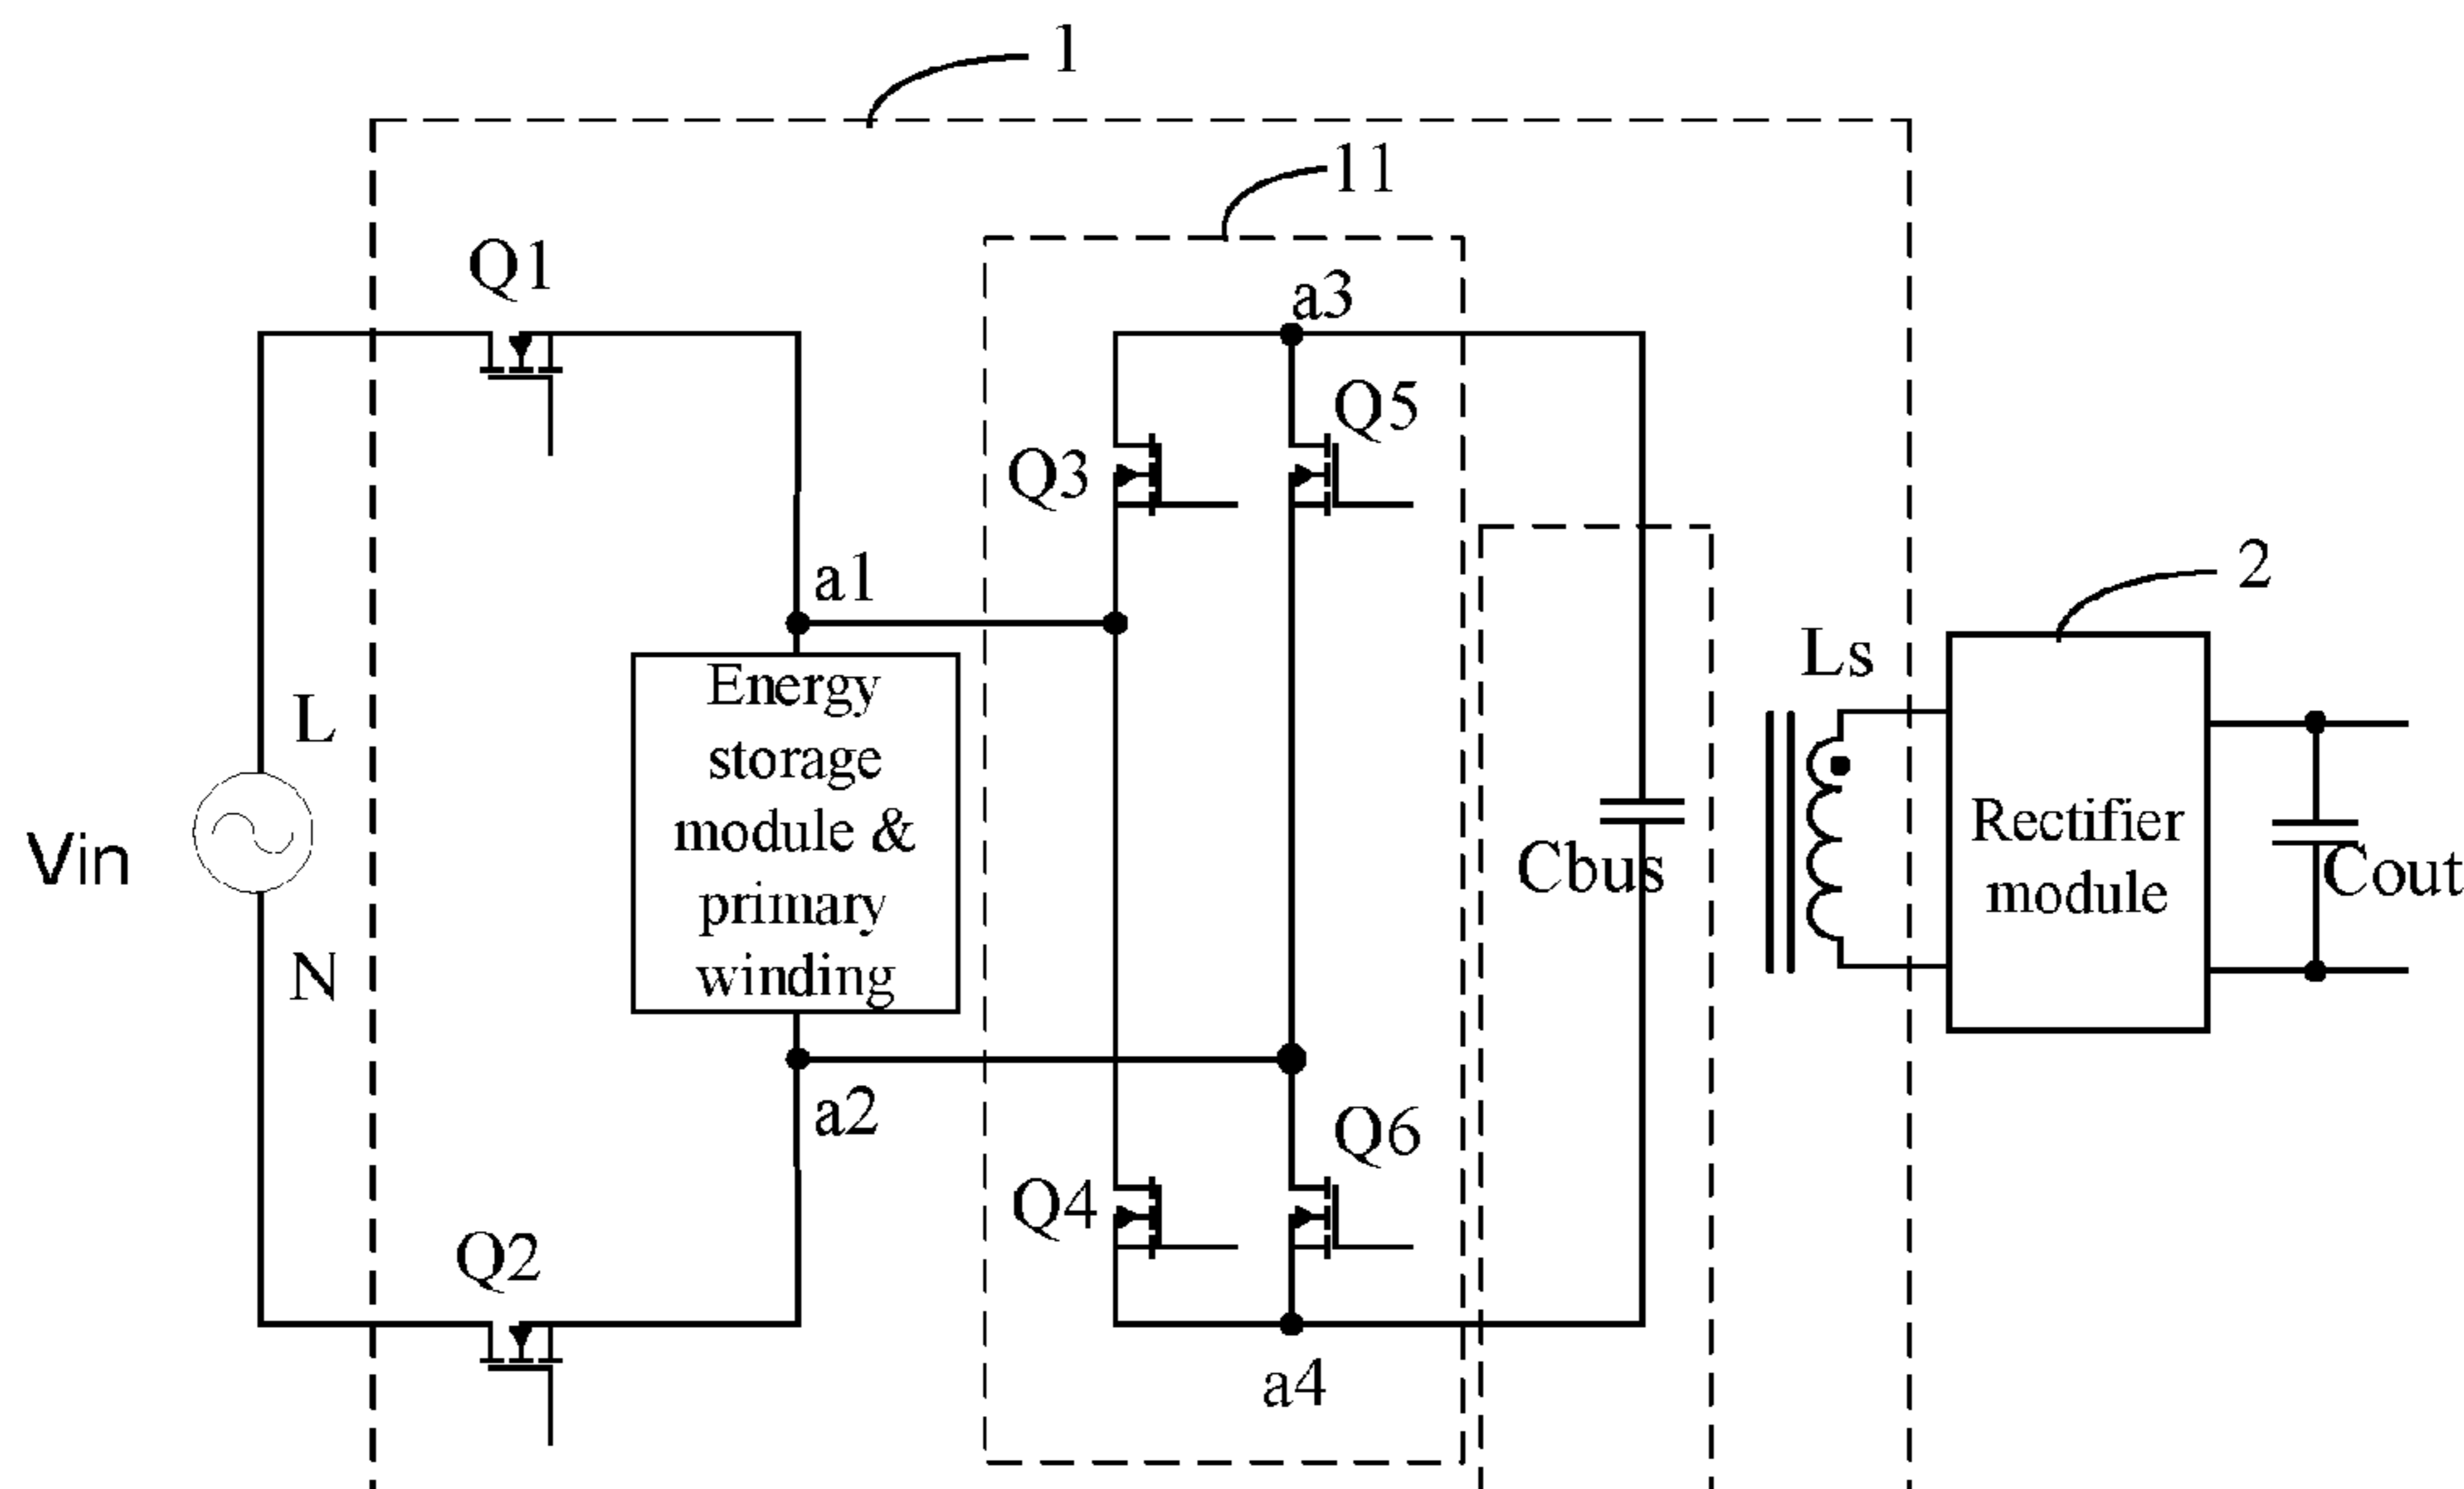 1
11
Q1
a3
Q5
Q3
a1
2
Ls
L
Energy
storage
module &
primary
winding
Vin
Rectifier
module
Cbus
Cout
N
a2
Q6
Q4
Q2
a4